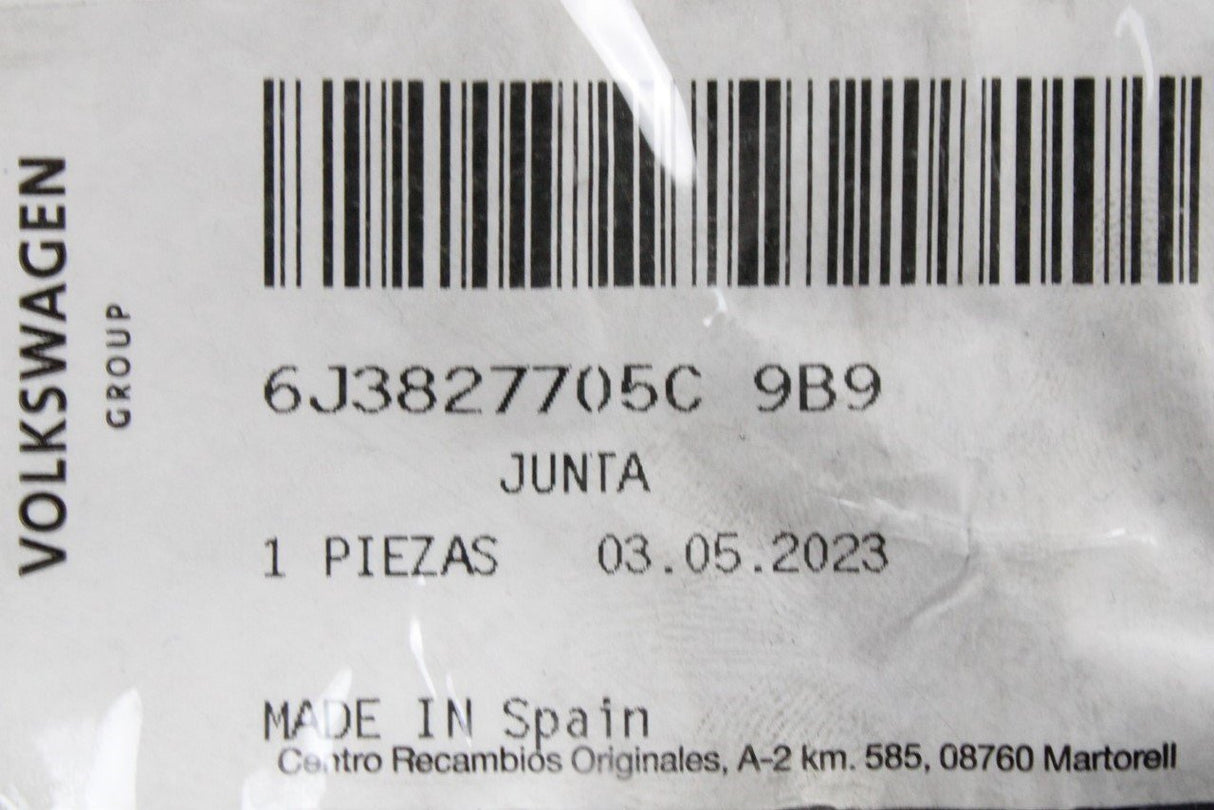 VOLKSWAGEN
GROUP
6J3827705C 9B9
JUNTA
1 PIEZAS 03.05.2023
MADE IN Spain
Centro Recambios Originales, A-2 km. 585, 08760 Martorell